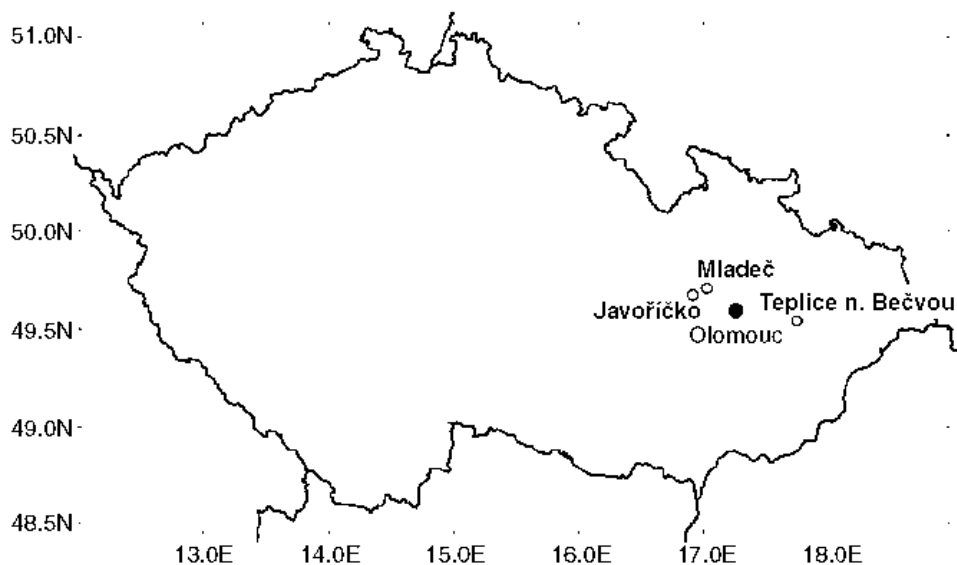 51.0N
50.5N
50.0N
Mladeč
Javoříčko
Teplice n. Bečvou
49.5N
Olomouc
49.0N
48.5N
13.0E 14.0E 15.0E 16.0E 17.0E 18.0E